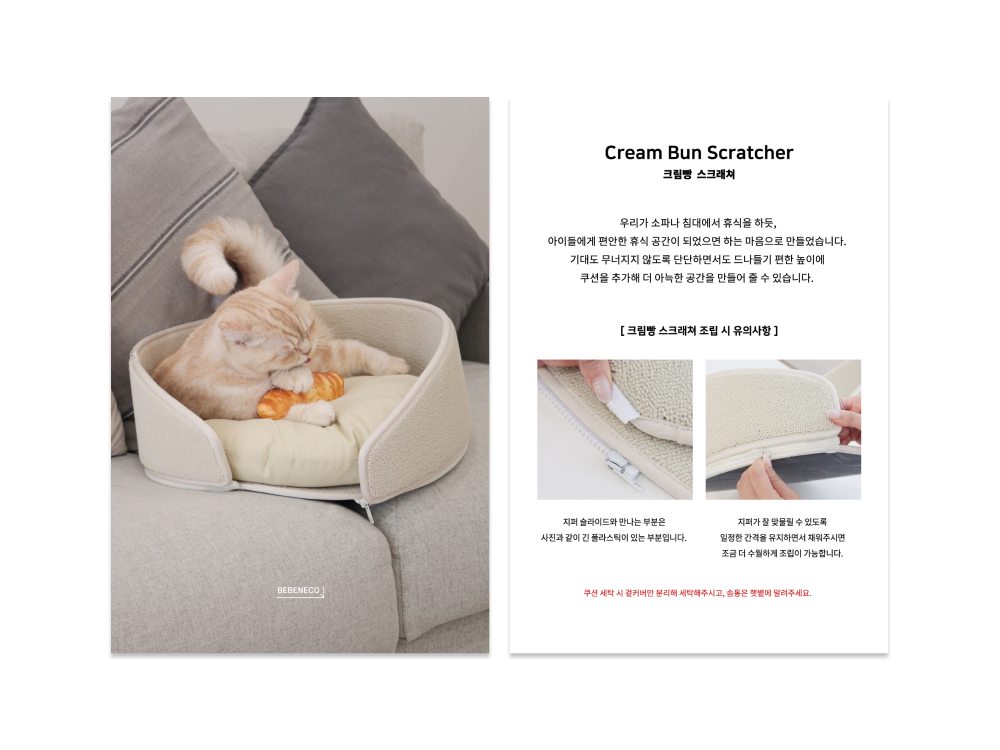 BEBENECO
Cream Bun Scratcher
크림빵 스크래쳐
우리가 소파나 침대에서 휴식을 하듯,
아이들에게 편안한 휴식 공간이 되었으면 하는 마음으로 만들었습니다.
기대도 무너지지 않도록 단단하면서도 드나들기 편한 높이에
쿠션을 추가해 더 아늑한 공간을 만들어 줄 수 있습니다.
[ 크림빵 스크래쳐 조립 시 유의사항 ]
지퍼 슬라이드와 만나는 부분은
사진과 같이 긴 플라스틱이 있는 부분입니다.
지퍼가 잘 맞물릴 수 있도록
일정한 간격을 유지하면서 채워주시면
조금 더 수월하게 조립이 가능합니다.
쿠션 세탁 시 겉커버만 분리해 세탁해주시고, 솜통은 햇볕에 말려주세요.